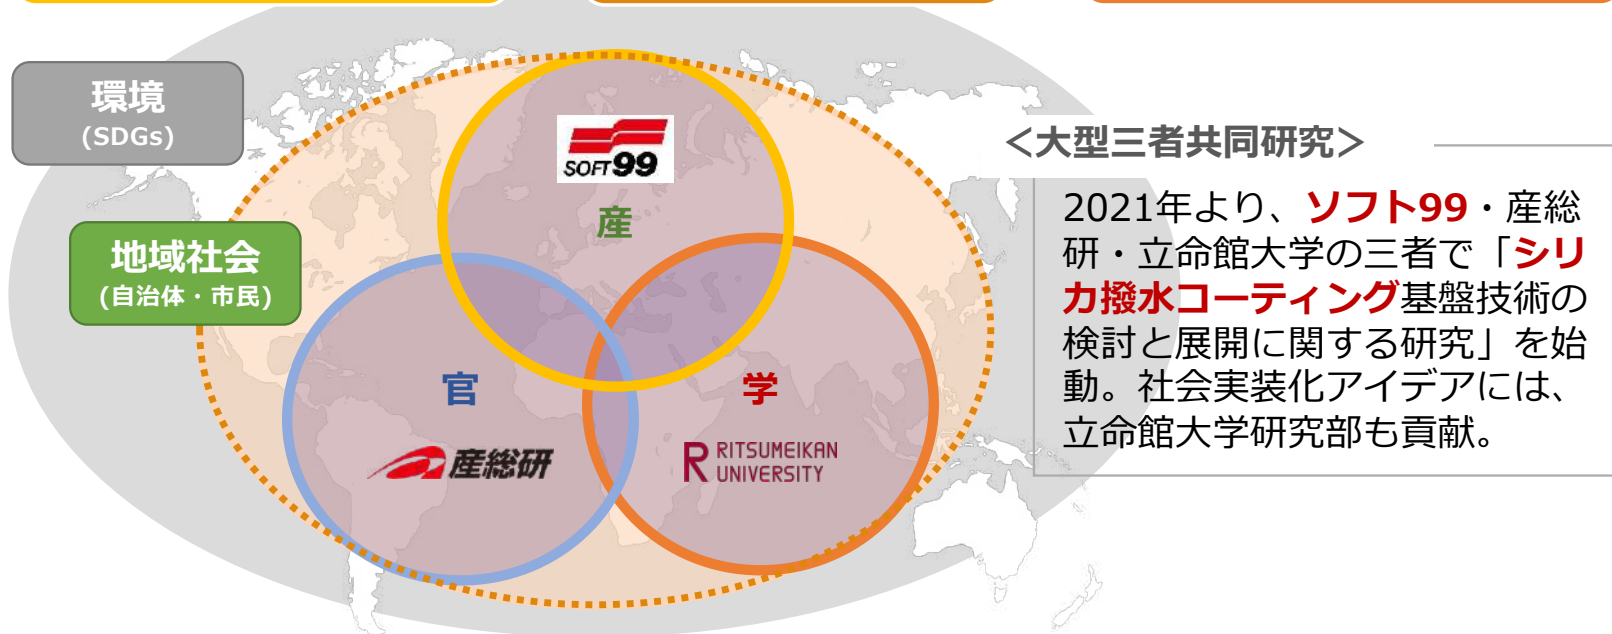 環境
(SDGs)
地域社会
(自治体・市民)
SOFT99
産
官
産総研
学
R RITSUMEIKAN
UNIVERSITY
＜大型三者共同研究＞
2021年より、ソフト99・産総
研・立命館大学の三者で「シリ
カ撥水コーティング基盤技術の
検討と展開に関する研究」を始
動。社会実装化アイデアには、
立命館大学研究部も貢献。